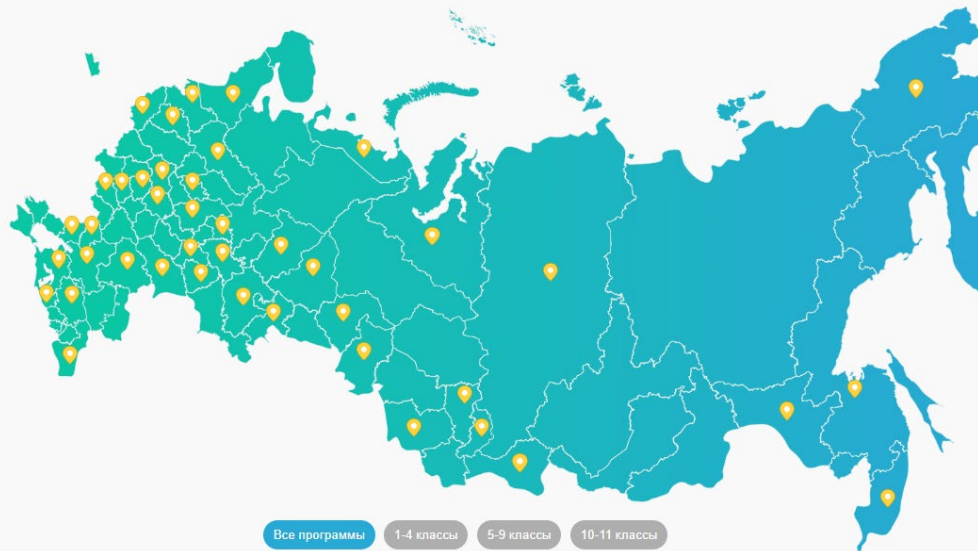 Все программы
1-4 классы
5-9 классы
10-11 классы